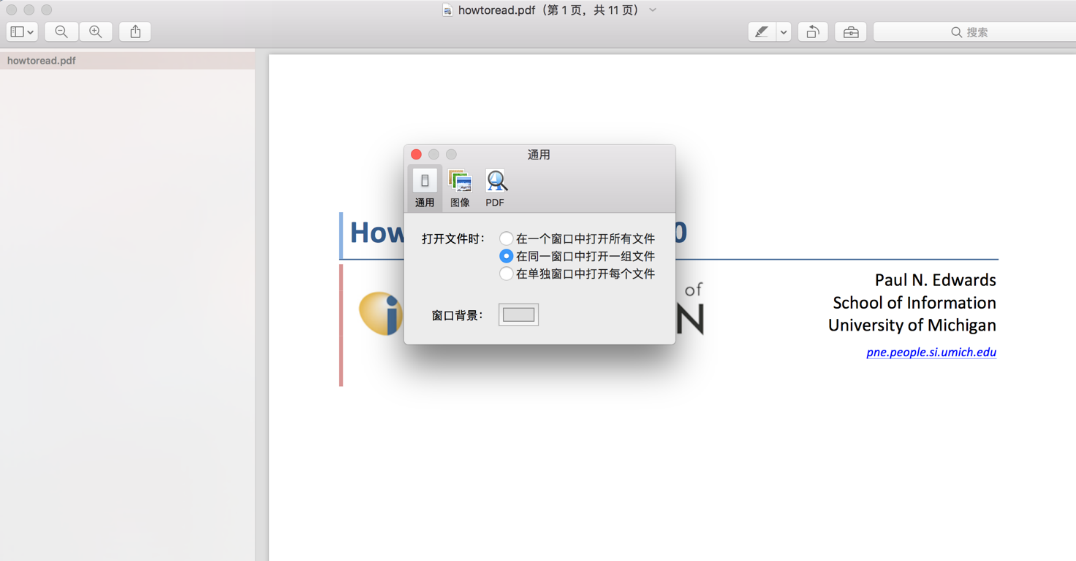 howtoread.pdf（第 1 页，共 11 页）
搜索
howtoread.pdf
通用
通用
图像
PDF
打开文件时：
在一个窗口中打开所有文件
在同一窗口中打开一组文件
在单独窗口中打开每个文件
窗口背景：
How
0
i
of
N
Paul N. Edwards
School of Information
University of Michigan
pne.people.si.umich.edu